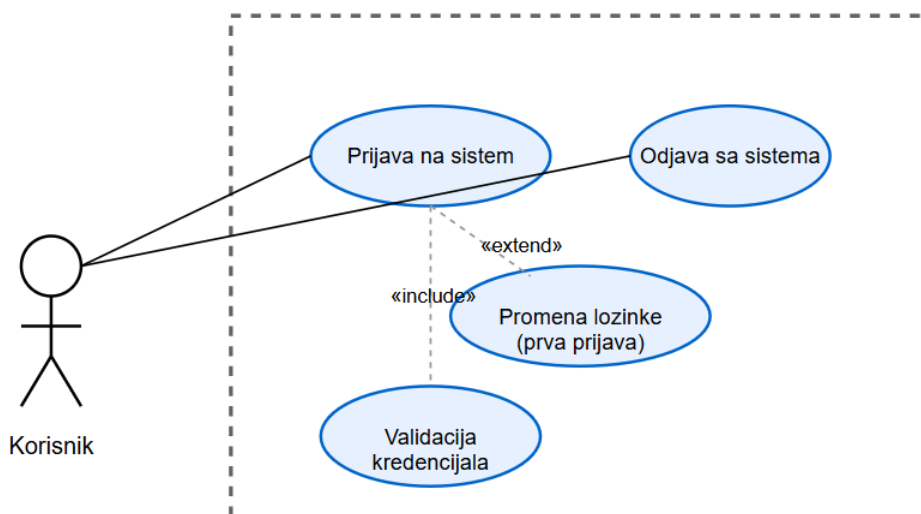 Prijava na sistem
Odjava sa sistema
«extend»
«include»
Promena lozinke
(prva prijava)
Validacija
kredencijala
Korisnik